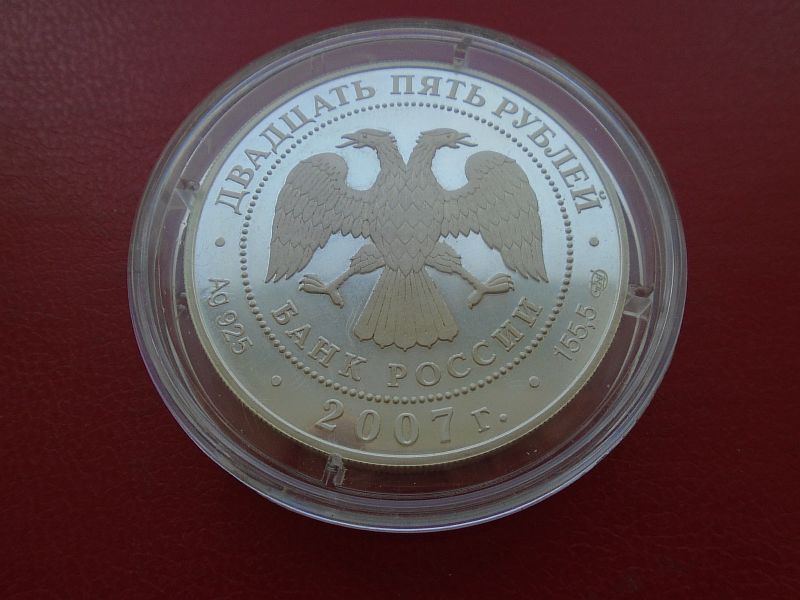 ДВАДЦАТЬ ПЯТЬ РУБЛЕЙ
БАНК РОССИИ
Ag 925
155,5
2007 г.